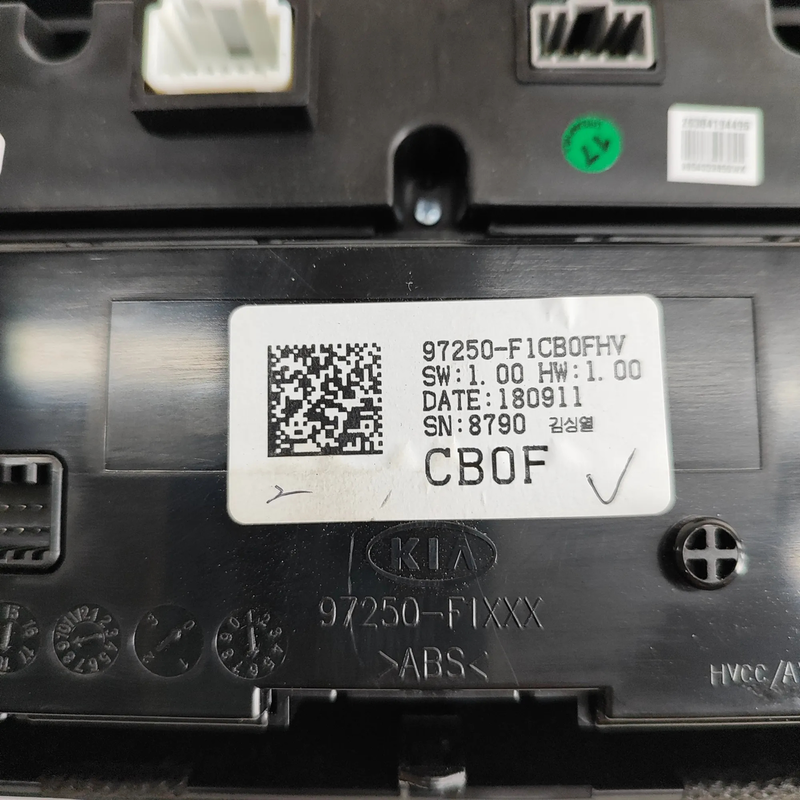 97250-F1CB0FHV
SW:1.00 HW:1.00
DATE:180911
SN:8790 김싱열
CB0F
KIA
97250-F1XXX
>ABS<
HVCC/A